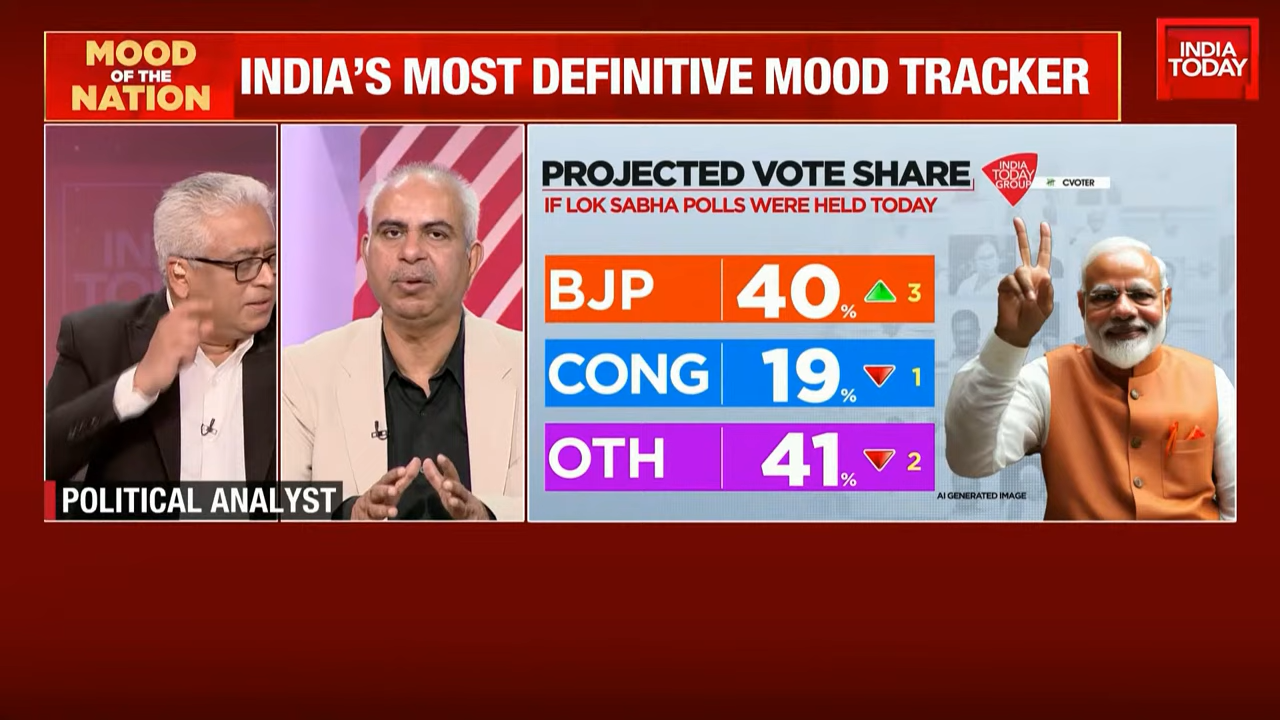 MOOD
OF THE
NATION
INDIA'S MOST DEFINITIVE MOOD TRACKER
INDIA
TODAY
PROJECTED VOTE SHARE
INDIA
TODAY
GROUP
CVOTER
IF LOK SABHA POLLS WERE HELD TODAY
BJP 40% 3
CONG 19% 1
OTH 41% 2
AI GENERATED IMAGE
POLITICAL ANALYST